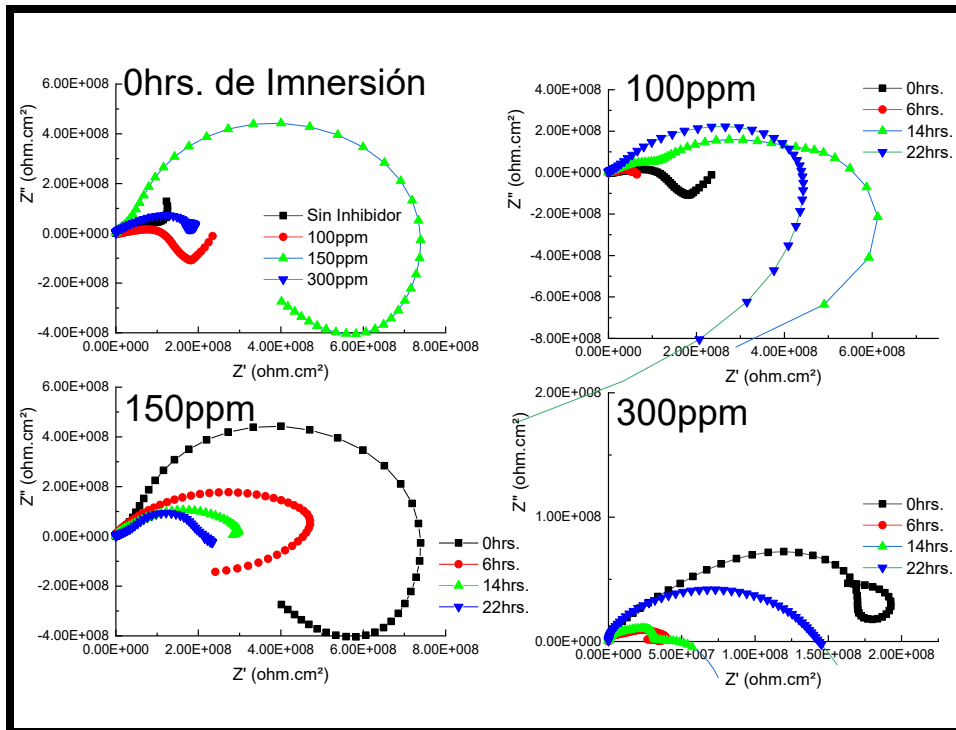 0hrs. de Imnersión
6.00E+008
4.00E+008
2.00E+008
0.00E+000
-2.00E+008
-4.00E+008
Z" (ohm.cm²)
Sin Inhibidor
100ppm
150ppm
300ppm
0.00E+000 2.00E+008 4.00E+008 6.00E+008 8.00E+008
Z' (ohm.cm²)
100ppm
4.00E+008
2.00E+008
0.00E+000
-2.00E+008
-4.00E+008
-6.00E+008
-8.00E+008
Z" (ohm.cm²)
0hrs.
6hrs.
14hrs.
22hrs.
0.00E+000 2.00E+008 4.00E+008 6.00E+008
Z' (ohm.cm²)
150ppm
6.00E+008
4.00E+008
2.00E+008
0.00E+000
-2.00E+008
-4.00E+008
Z" (ohm.cm²)
0hrs.
6hrs.
14hrs.
22hrs.
0.00E+000 2.00E+008 4.00E+008 6.00E+008 8.00E+008
Z' (ohm.cm²)
300ppm
2.00E+008
1.00E+008
0.00E+000
Z" (ohm.cm²)
0hrs.
6hrs.
14hrs.
22hrs.
0.00E+000 5.00E+007 1.00E+008 1.50E+008 2.00E+008
Z' (ohm.cm²)